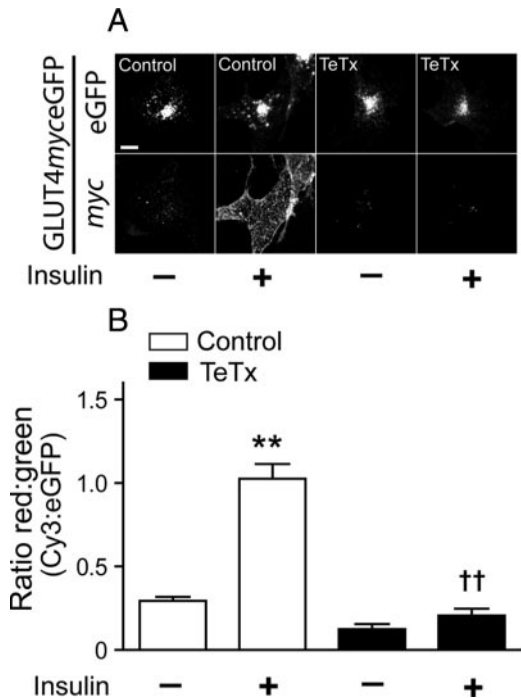 A
GLUT4myceGFP
eGFP
myc
Control
Control
TeTx
TeTx
Insulin − + − +
B
Control
TeTx
Ratio red:green
(Cy3:eGFP)
1.5
1.0
0.5
0
**
††
Insulin − + − +